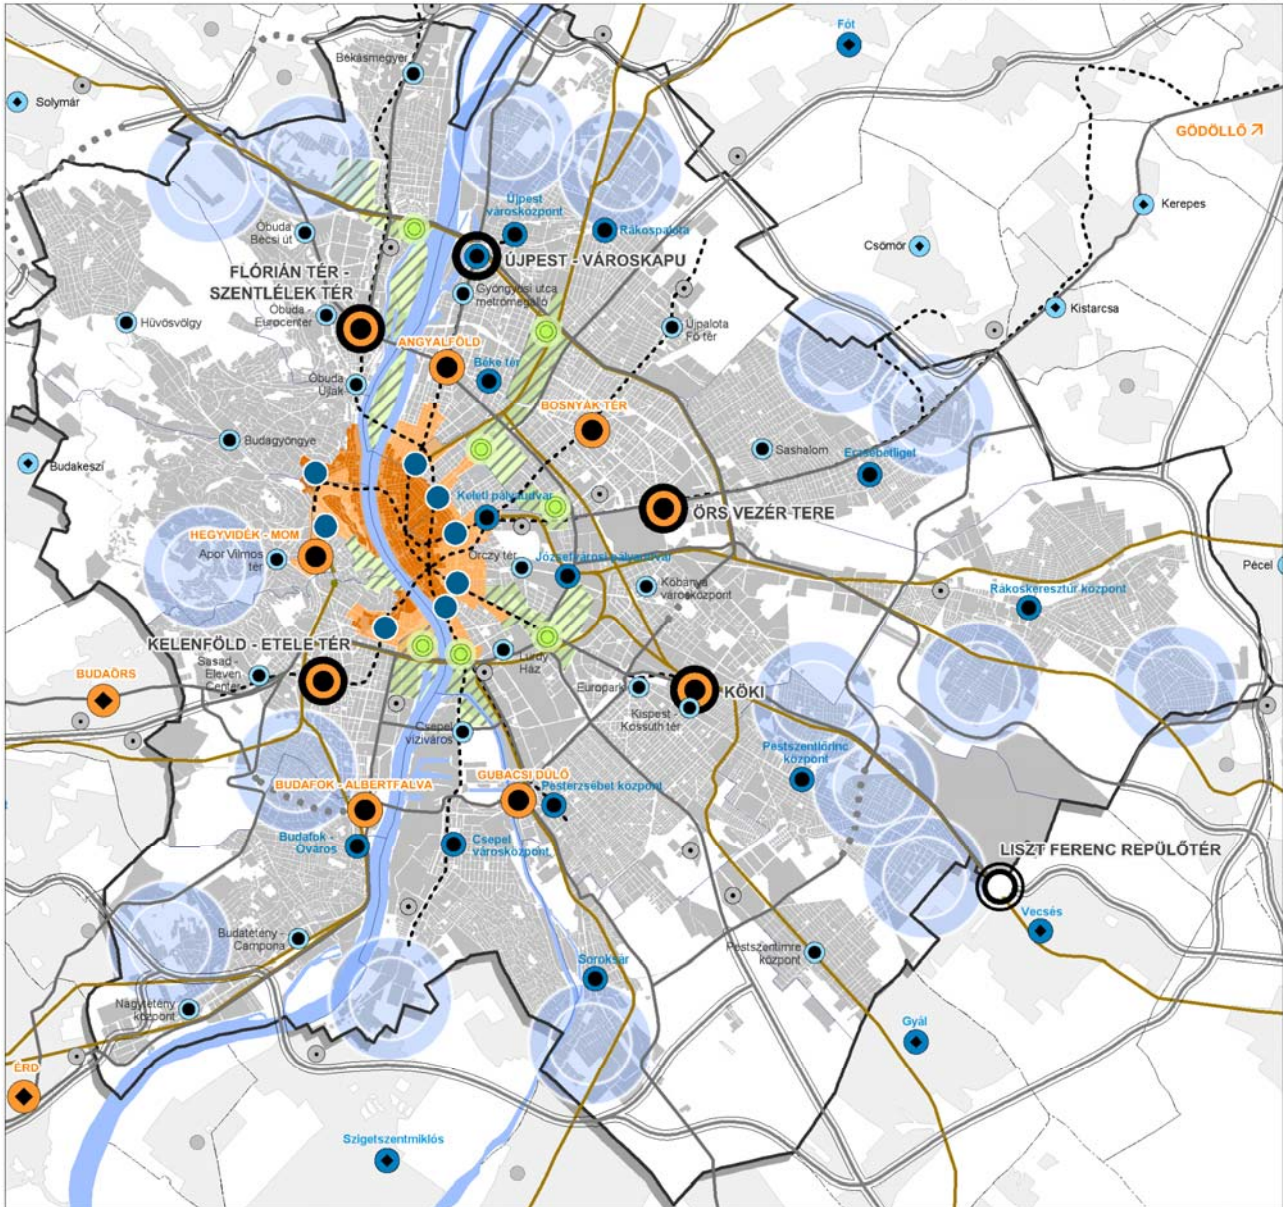 Fót
Békásmegyer
Solymár
GÖDÖLLŐ
Kerepes
Újpest
városközpont
Rákospalota
Óbuda
Bécsi út
Csömör
ÚJPEST - VÁROSKAPU
FLÓRIÁN TÉR -
SZENTLÉLEK TÉR
Gyöngyösi utca
metrómegálló
Kistarcsa
Óbuda -
Eurocenter
Hűvösvölgy
Újpalota
Fő tér
ANGYALFÖLD
Béke tér
Óbuda
Újlak
BOSNYÁK TÉR
Budagyöngye
Sashalom
Erzsébetliget
Budakeszi
Keleti pályaudvar
ÖRS VEZÉR TERE
HEGYVIDÉK - MOM
Apor Vilmos
tér
Orczy tér
Józsefvárosi pályaudvar
Kőbánya
városközpont
Pécel
Rákoskeresztúr központ
KELENFÖLD - ETELE TÉR
Sasad -
Eleven
Center
Lurdy
Ház
BUDAÖRS
Europark
KÖKI
Kispest -
Kossuth tér
Csepel
víziváros
Pestszentlőrinc
központ
GUBACSI DŰLŐ
BUDAFOK - ALBERTFALVA
Pesterzsébet központ
Budafok -
Óváros
Csepel
városközpont
LISZT FERENC REPÜLŐTÉR
Vecsés
Budatétény -
Campona
Pestszentimre
központ
Soroksár
Nagytétény
központ
Gyál
ÉRD
Szigetszentmiklós